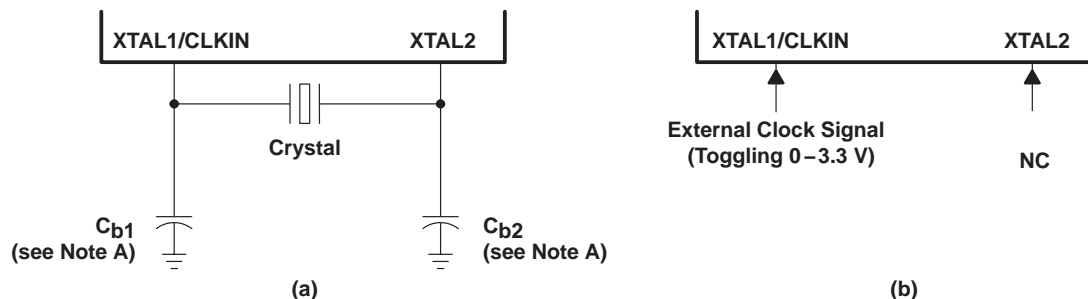 XTAL1/CLKIN XTAL2
Crystal
Cb1
(see Note A)
Cb2
(see Note A)
(a)
XTAL1/CLKIN XTAL2
External Clock Signal
(Toggling 0–3.3 V)
NC
(b)